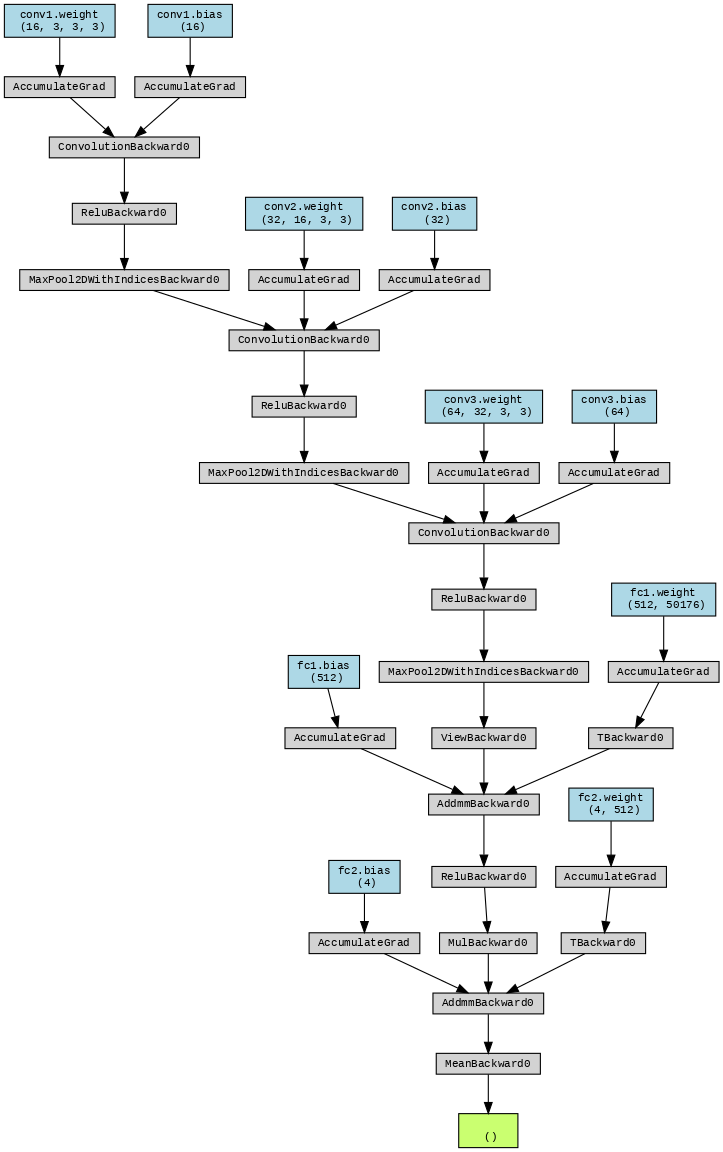 conv1.weight
(16, 3, 3, 3)
conv1.bias
(16)
AccumulateGrad
AccumulateGrad
ConvolutionBackward0
ReluBackward0
conv2.weight
(32, 16, 3, 3)
conv2.bias
(32)
MaxPool2DWithIndicesBackward0
AccumulateGrad
AccumulateGrad
ConvolutionBackward0
ReluBackward0
conv3.weight
(64, 32, 3, 3)
conv3.bias
(64)
MaxPool2DWithIndicesBackward0
AccumulateGrad
AccumulateGrad
ConvolutionBackward0
ReluBackward0
fc1.weight
(512, 50176)
fc1.bias
(512)
MaxPool2DWithIndicesBackward0
AccumulateGrad
AccumulateGrad
ViewBackward0
TBackward0
AddmmBackward0
fc2.weight
(4, 512)
fc2.bias
(4)
ReluBackward0
AccumulateGrad
AccumulateGrad
MulBackward0
TBackward0
AddmmBackward0
MeanBackward0
()